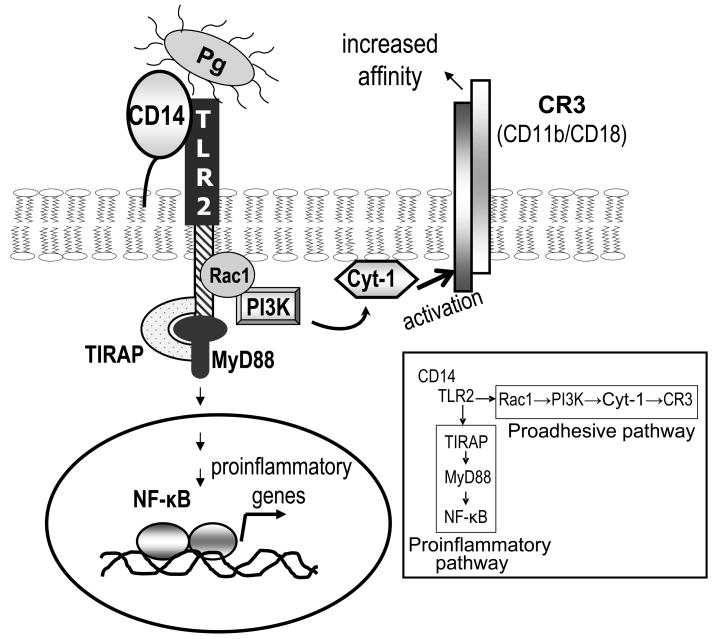 Pg
increased
affinity
CD14
TLR2
CR3
(CD11b/CD18)
Rac1
PI3K
Cyt-1
activation
TIRAP
MyD88
proinflammatory
genes
NF-κB
CD14
TLR2→Rac1→PI3K→Cyt-1→CR3
Proadhesive pathway
TIRAP
MyD88
NF-κB
Proinflammatory
pathway